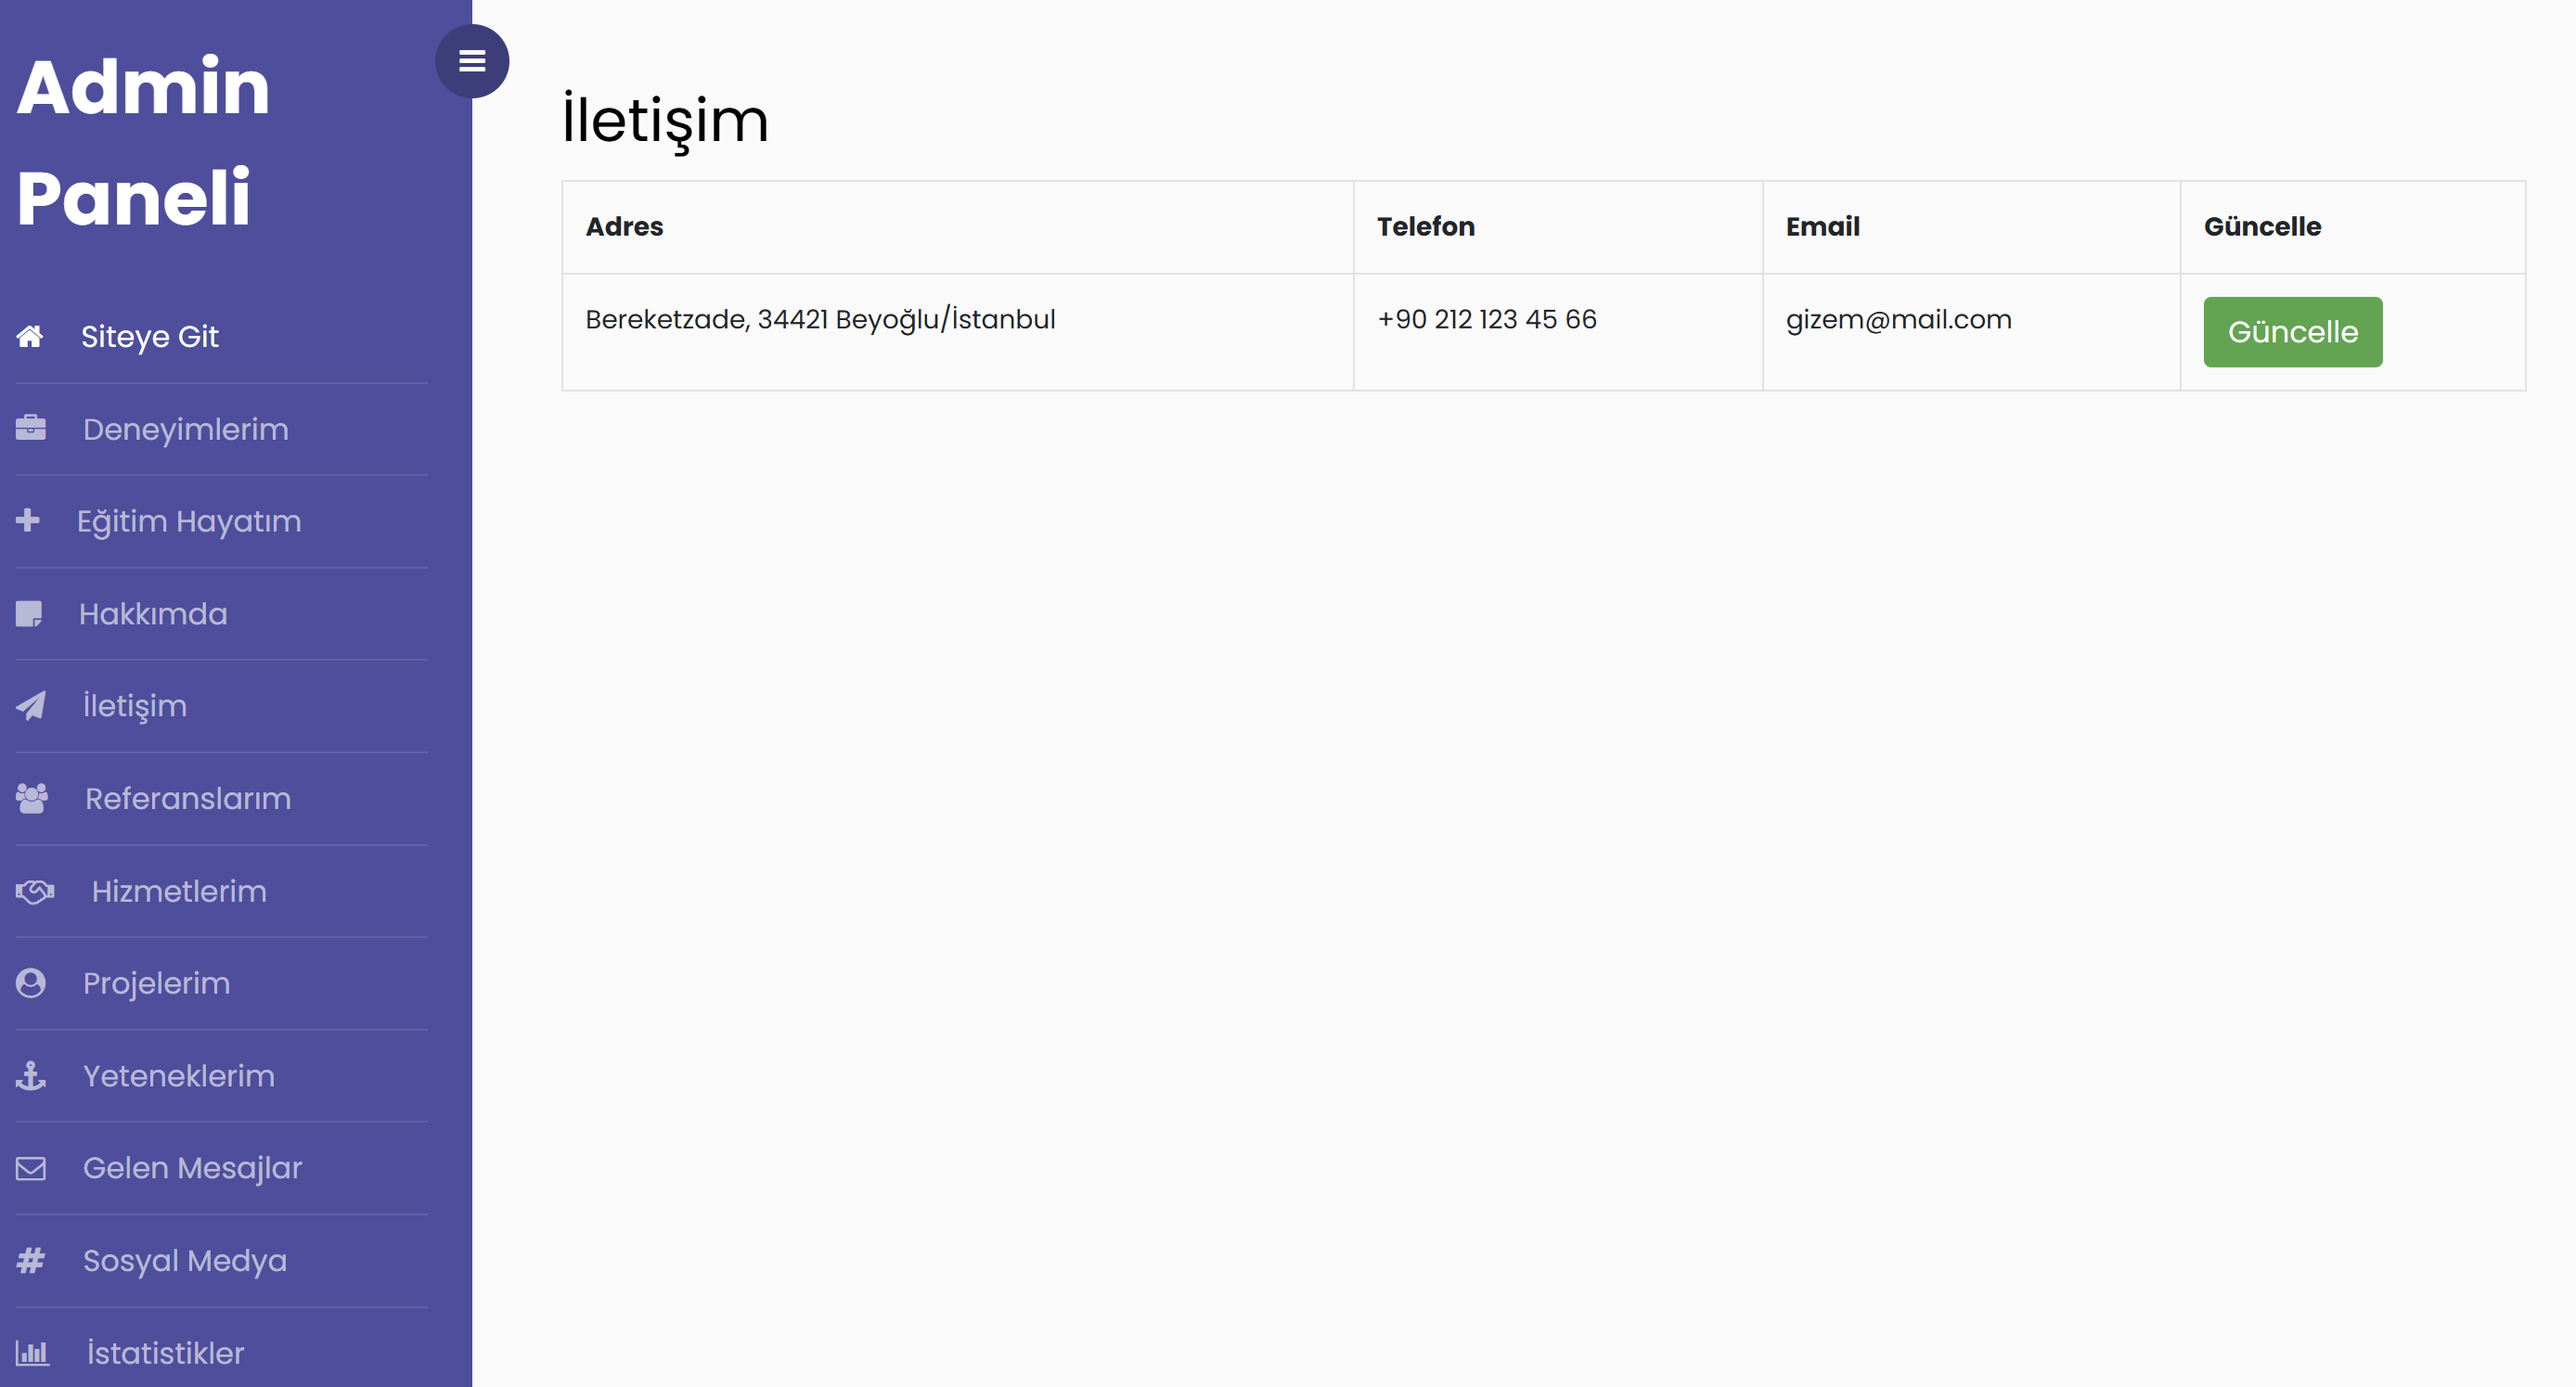 Admin
Paneli
Siteye Git
Deneyimlerim
Eğitim Hayatım
Hakkımda
İletişim
Referanslarım
Hizmetlerim
Projelerim
Yeteneklerim
Gelen Mesajlar
Sosyal Medya
İstatistikler
İletişim
Adres Telefon Email Güncelle
Bereketzade, 34421 Beyoğlu/İstanbul +90 212 123 45 66 gizem@mail.com Güncelle